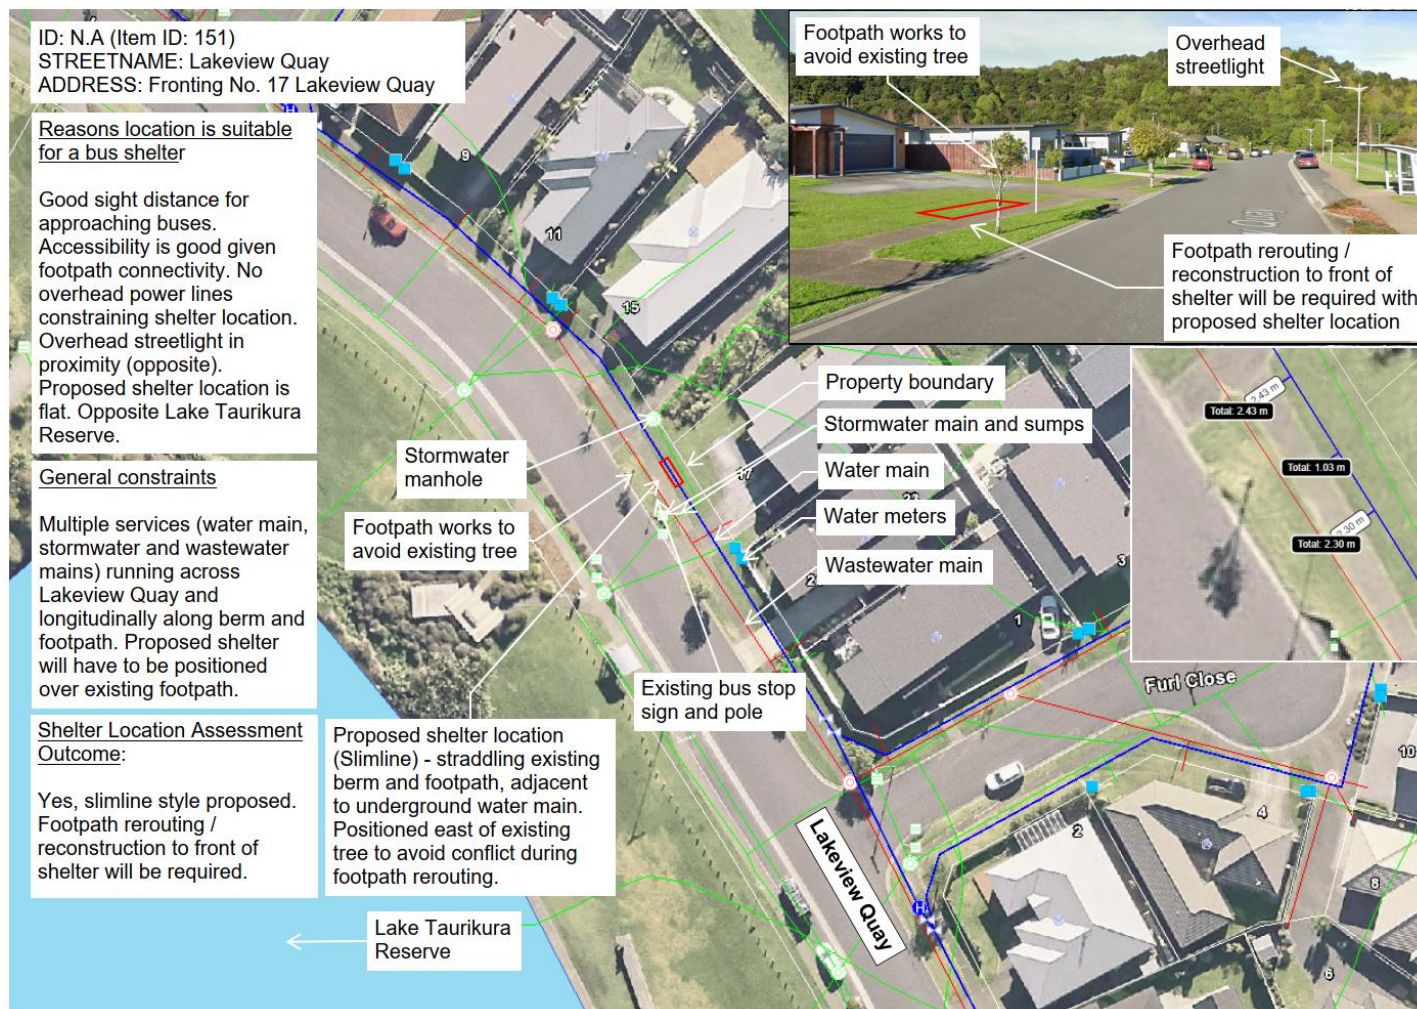 ID: N.A (Item ID: 151)
STREETNAME: Lakeview Quay
ADDRESS: Fronting No. 17 Lakeview Quay
Reasons location is suitable
for a bus shelter
Good sight distance for
approaching buses.
Accessibility is good given
footpath connectivity. No
overhead power lines
constraining shelter location.
Overhead streetlight in
proximity (opposite).
Proposed shelter location is
flat. Opposite Lake Taurikura
Reserve.
General constraints
Multiple services (water main,
stormwater and wastewater
mains) running across
Lakeview Quay and
longitudinally along berm and
footpath. Proposed shelter
will have to be positioned
over existing footpath.
Shelter Location Assessment
Outcome:
Yes, slimline style proposed.
Footpath rerouting /
reconstruction to front of
shelter will be required.
Footpath works to
avoid existing tree
Overhead
streetlight
Footpath rerouting /
reconstruction to front of
shelter will be required with
proposed shelter location
Quay
Property boundary
Stormwater main and sumps
Water main
Water meters
Wastewater main
Stormwater
manhole
Footpath works to
avoid existing tree
Existing bus stop
sign and pole
Proposed shelter location
(Slimline) - straddling existing
berm and footpath, adjacent
to underground water main.
Positioned east of existing
tree to avoid conflict during
footpath rerouting.
Lake Taurikura
Reserve
Lakeview Quay
Furl Close
2.43 m
Total: 2.43 m
Total: 1.03 m
2.30 m
Total: 2.30 m
9
11
15
17
1
2
4
6
8
10
H
H